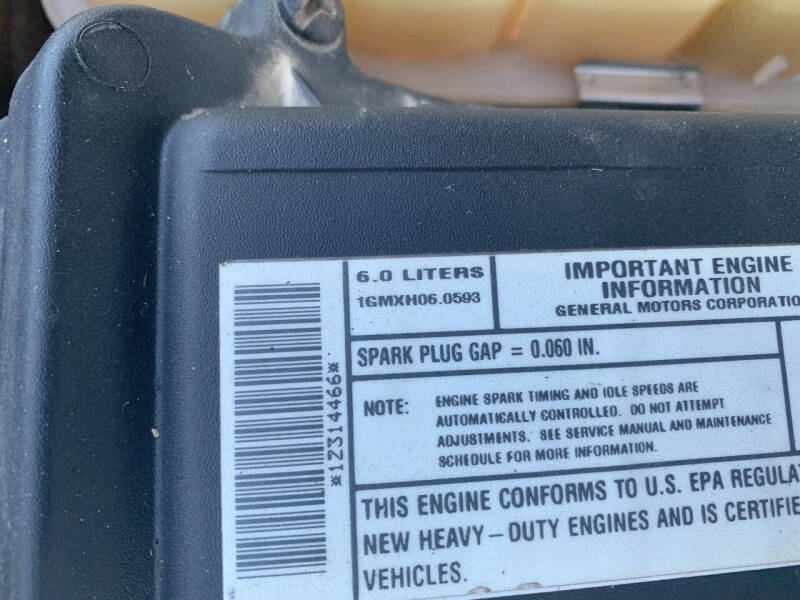 6.0 LITERS
1GMXH06.0593
IMPORTANT ENGINE
INFORMATION
GENERAL MOTORS CORPORATIO
SPARK PLUG GAP = 0.060 IN.
NOTE: ENGINE SPARK TIMING AND IDLE SPEEDS ARE
AUTOMATICALLY CONTROLLED. DO NOT ATTEMPT
ADJUSTMENTS. SEE SERVICE MANUAL AND MAINTENANCE
SCHEDULE FOR MORE INFORMATION.
THIS ENGINE CONFORMS TO U.S. EPA REGULAT
NEW HEAVY-DUTY ENGINES AND IS CERTIFIE
VEHICLES.
*12314466*